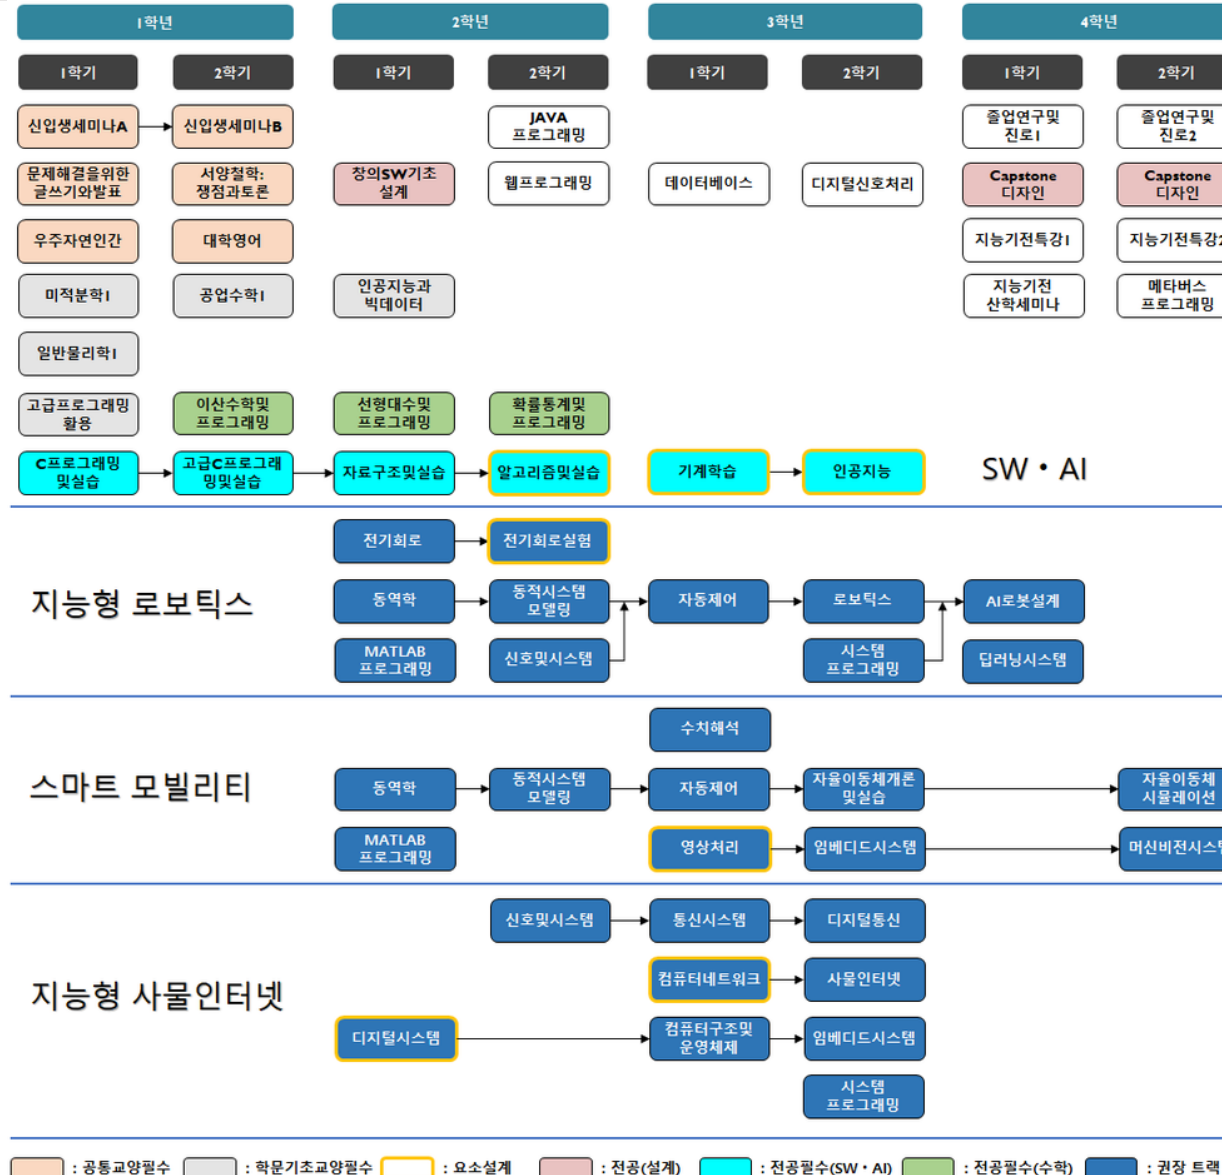 1학년
2학년
3학년
4학년
1학기
2학기
1학기
2학기
1학기
2학기
1학기
2학기
신입생세미나A
신입생세미나B
JAVA
프로그래밍
졸업연구및
진로1
졸업연구및
진로2
문제해결을위한
글쓰기와발표
서양철학:
쟁점과토론
창의SW기초
설계
웹프로그래밍
데이터베이스
디지털신호처리
Capstone
디자인
Capstone
디자인
우주자연인간
대학영어
지능기전특강1
지능기전특강2
미적분학1
공업수학1
인공지능과
빅데이터
지능기전
산학세미나
메타버스
프로그래밍
일반물리학1
고급프로그래밍
활용
이산수학및
프로그래밍
선형대수및
프로그래밍
확률통계및
프로그래밍
C프로그래밍
및실습
고급C프로그래
밍및실습
자료구조및실습
알고리즘및실습
기계학습
인공지능
SW・AI
지능형 로보틱스
전기회로
전기회로실험
동역학
동적시스템
모델링
자동제어
로보틱스
AI로봇설계
MATLAB
프로그래밍
신호및시스템
시스템
프로그래밍
딥러닝시스템
스마트 모빌리티
수치해석
동역학
동적시스템
모델링
자동제어
자율이동체개론
및실습
자율이동체
시뮬레이션
MATLAB
프로그래밍
영상처리
임베디드시스템
머신비전시스템
지능형 사물인터넷
신호및시스템
통신시스템
디지털통신
컴퓨터네트워크
사물인터넷
디지털시스템
컴퓨터구조및
운영체제
임베디드시스템
시스템
프로그래밍
: 공통교양필수
: 학문기초교양필수
: 요소설계
: 전공(설계)
: 전공필수(SW・AI)
: 전공필수(수학)
: 권장 트랙